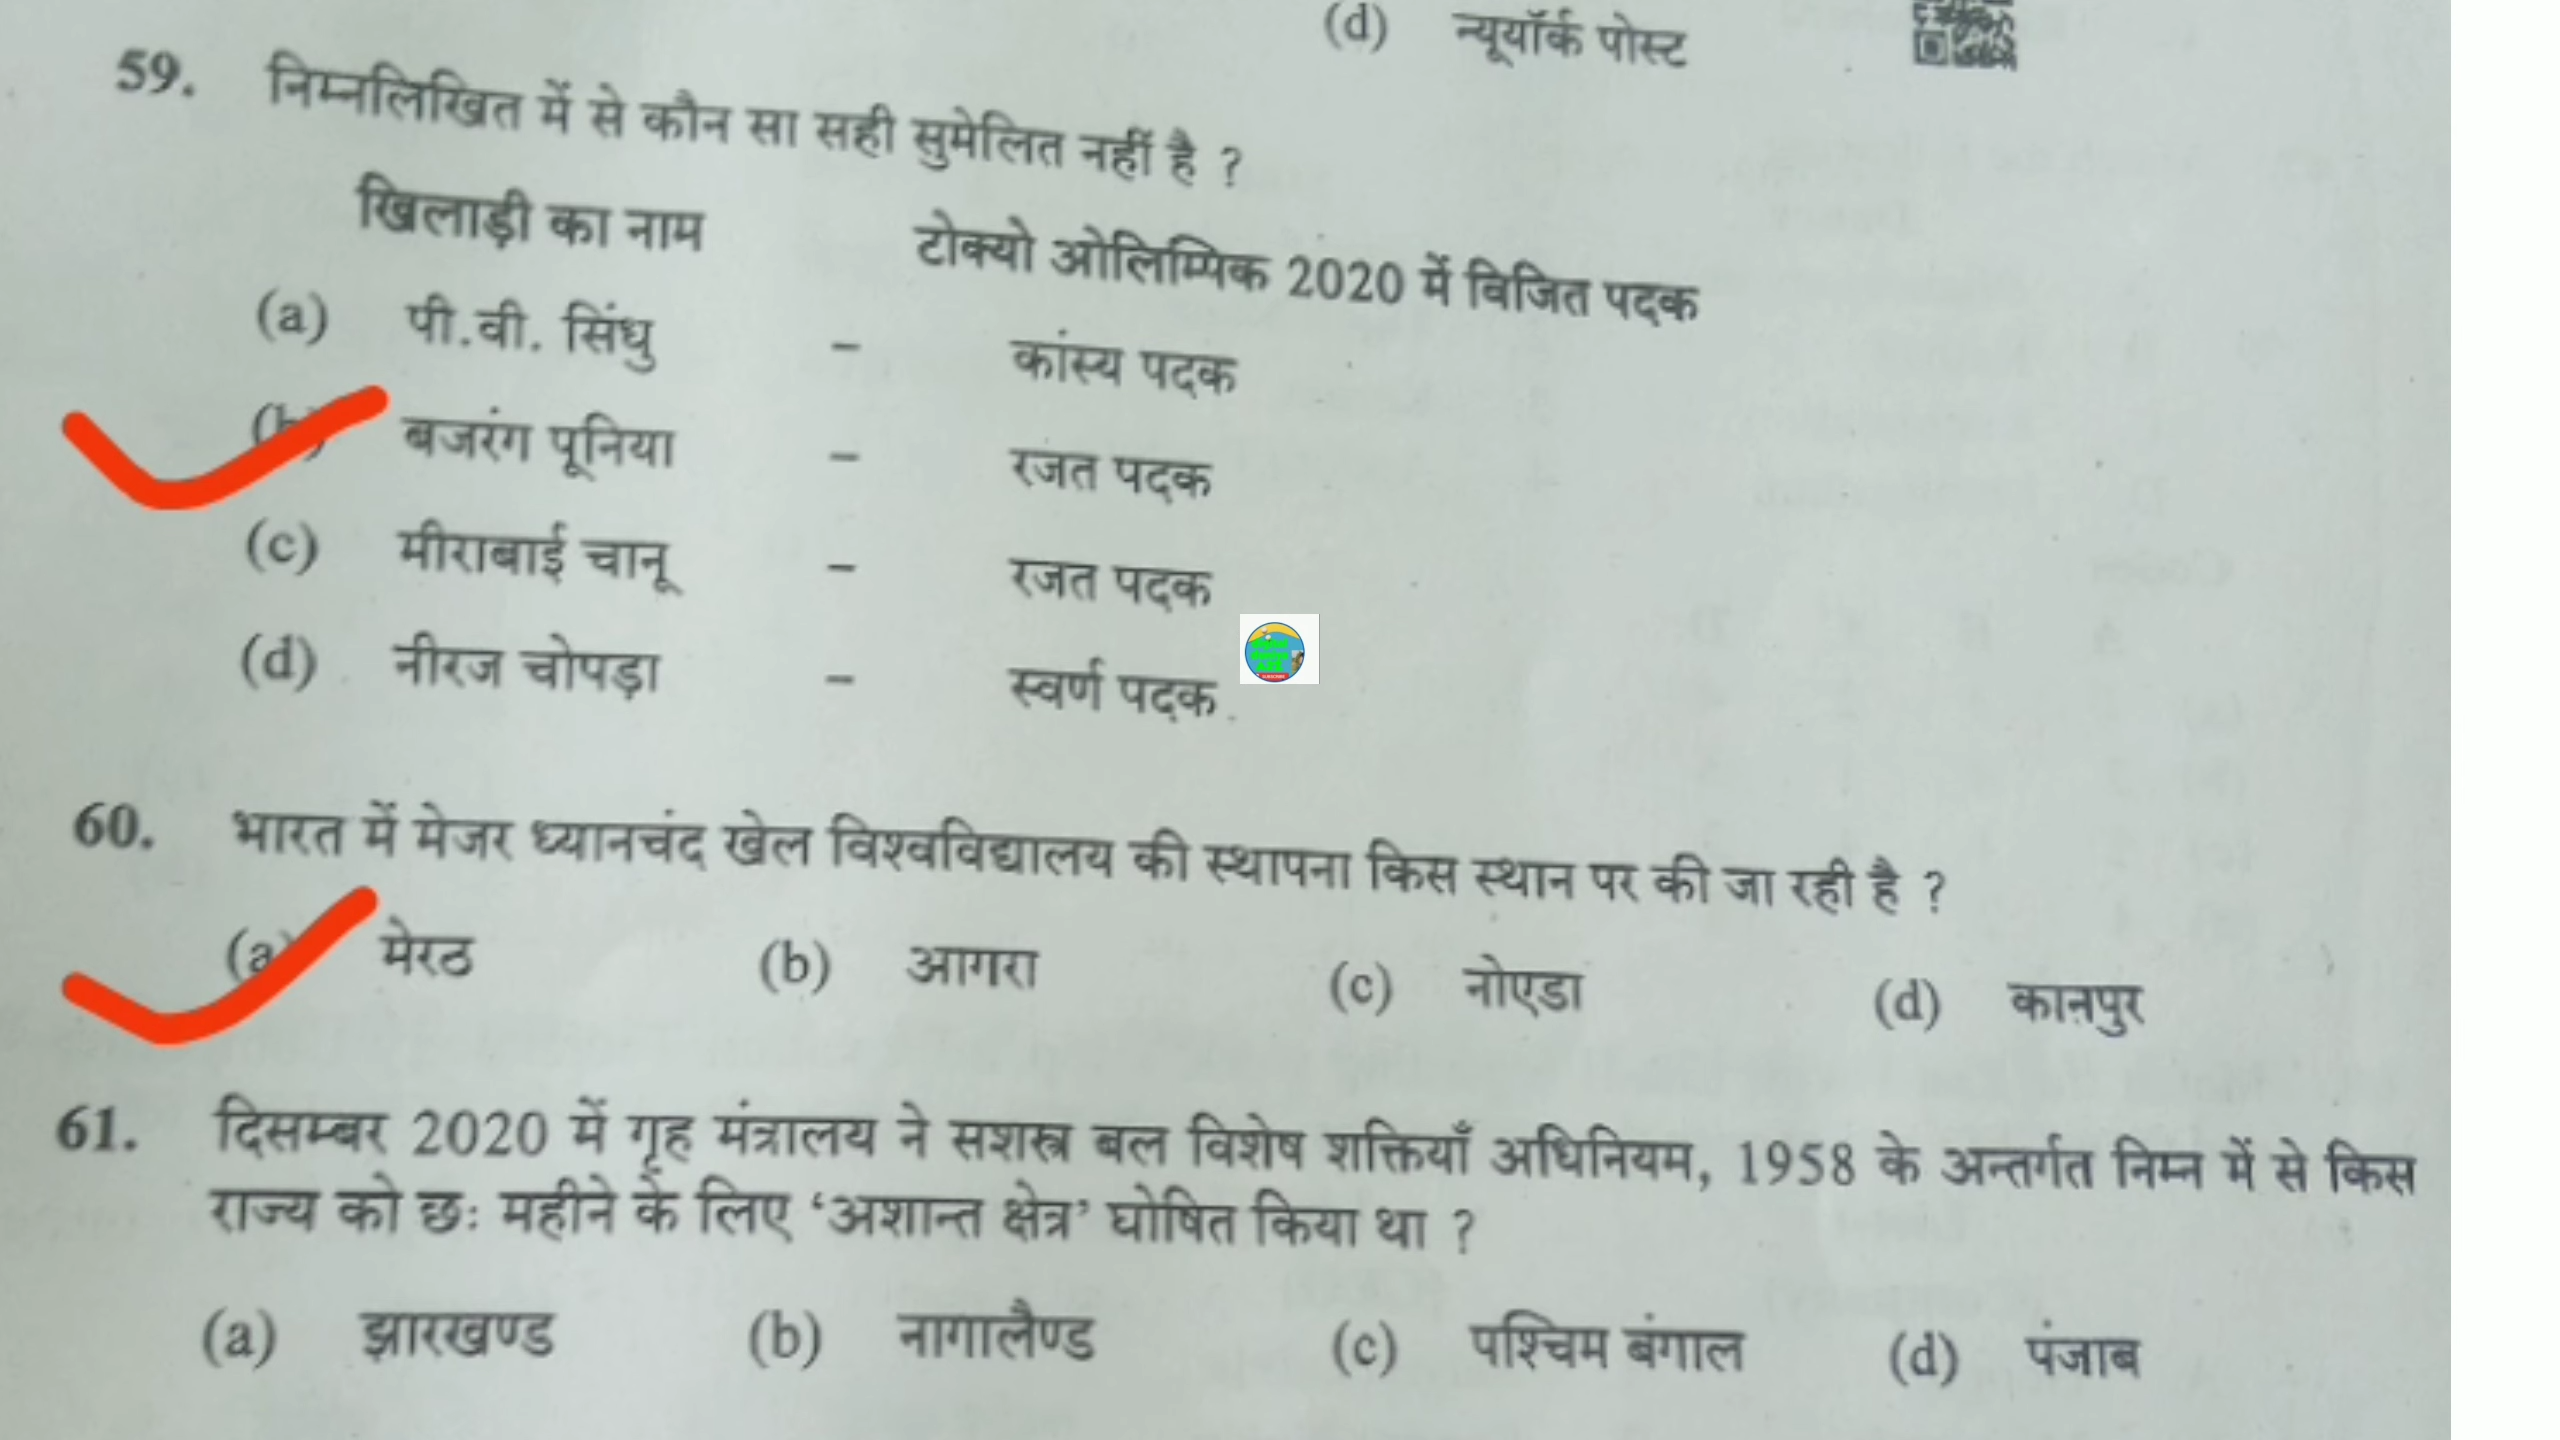 (d) न्यूयॉर्क पोस्ट
59. निम्नलिखित में से कौन सा सही सुमेलित नहीं है ?
खिलाड़ी का नाम टोक्यो ओलिम्पिक 2020 में विजित पदक
(a) पी.वी. सिंधु – कांस्य पदक
(b) बजरंग पूनिया – रजत पदक
(c) मीराबाई चानू – रजत पदक
(d) नीरज चोपड़ा – स्वर्ण पदक
60. भारत में मेजर ध्यानचंद खेल विश्वविद्यालय की स्थापना किस स्थान पर की जा रही है ?
(a) मेरठ (b) आगरा (c) नोएडा (d) कानपुर
61. दिसम्बर 2020 में गृह मंत्रालय ने सशस्त्र बल विशेष शक्तियाँ अधिनियम, 1958 के अन्तर्गत निम्न में से किस
राज्य को छः महीने के लिए ‘अशान्त क्षेत्र’ घोषित किया था ?
(a) झारखण्ड (b) नागालैण्ड (c) पश्चिम बंगाल (d) पंजाब